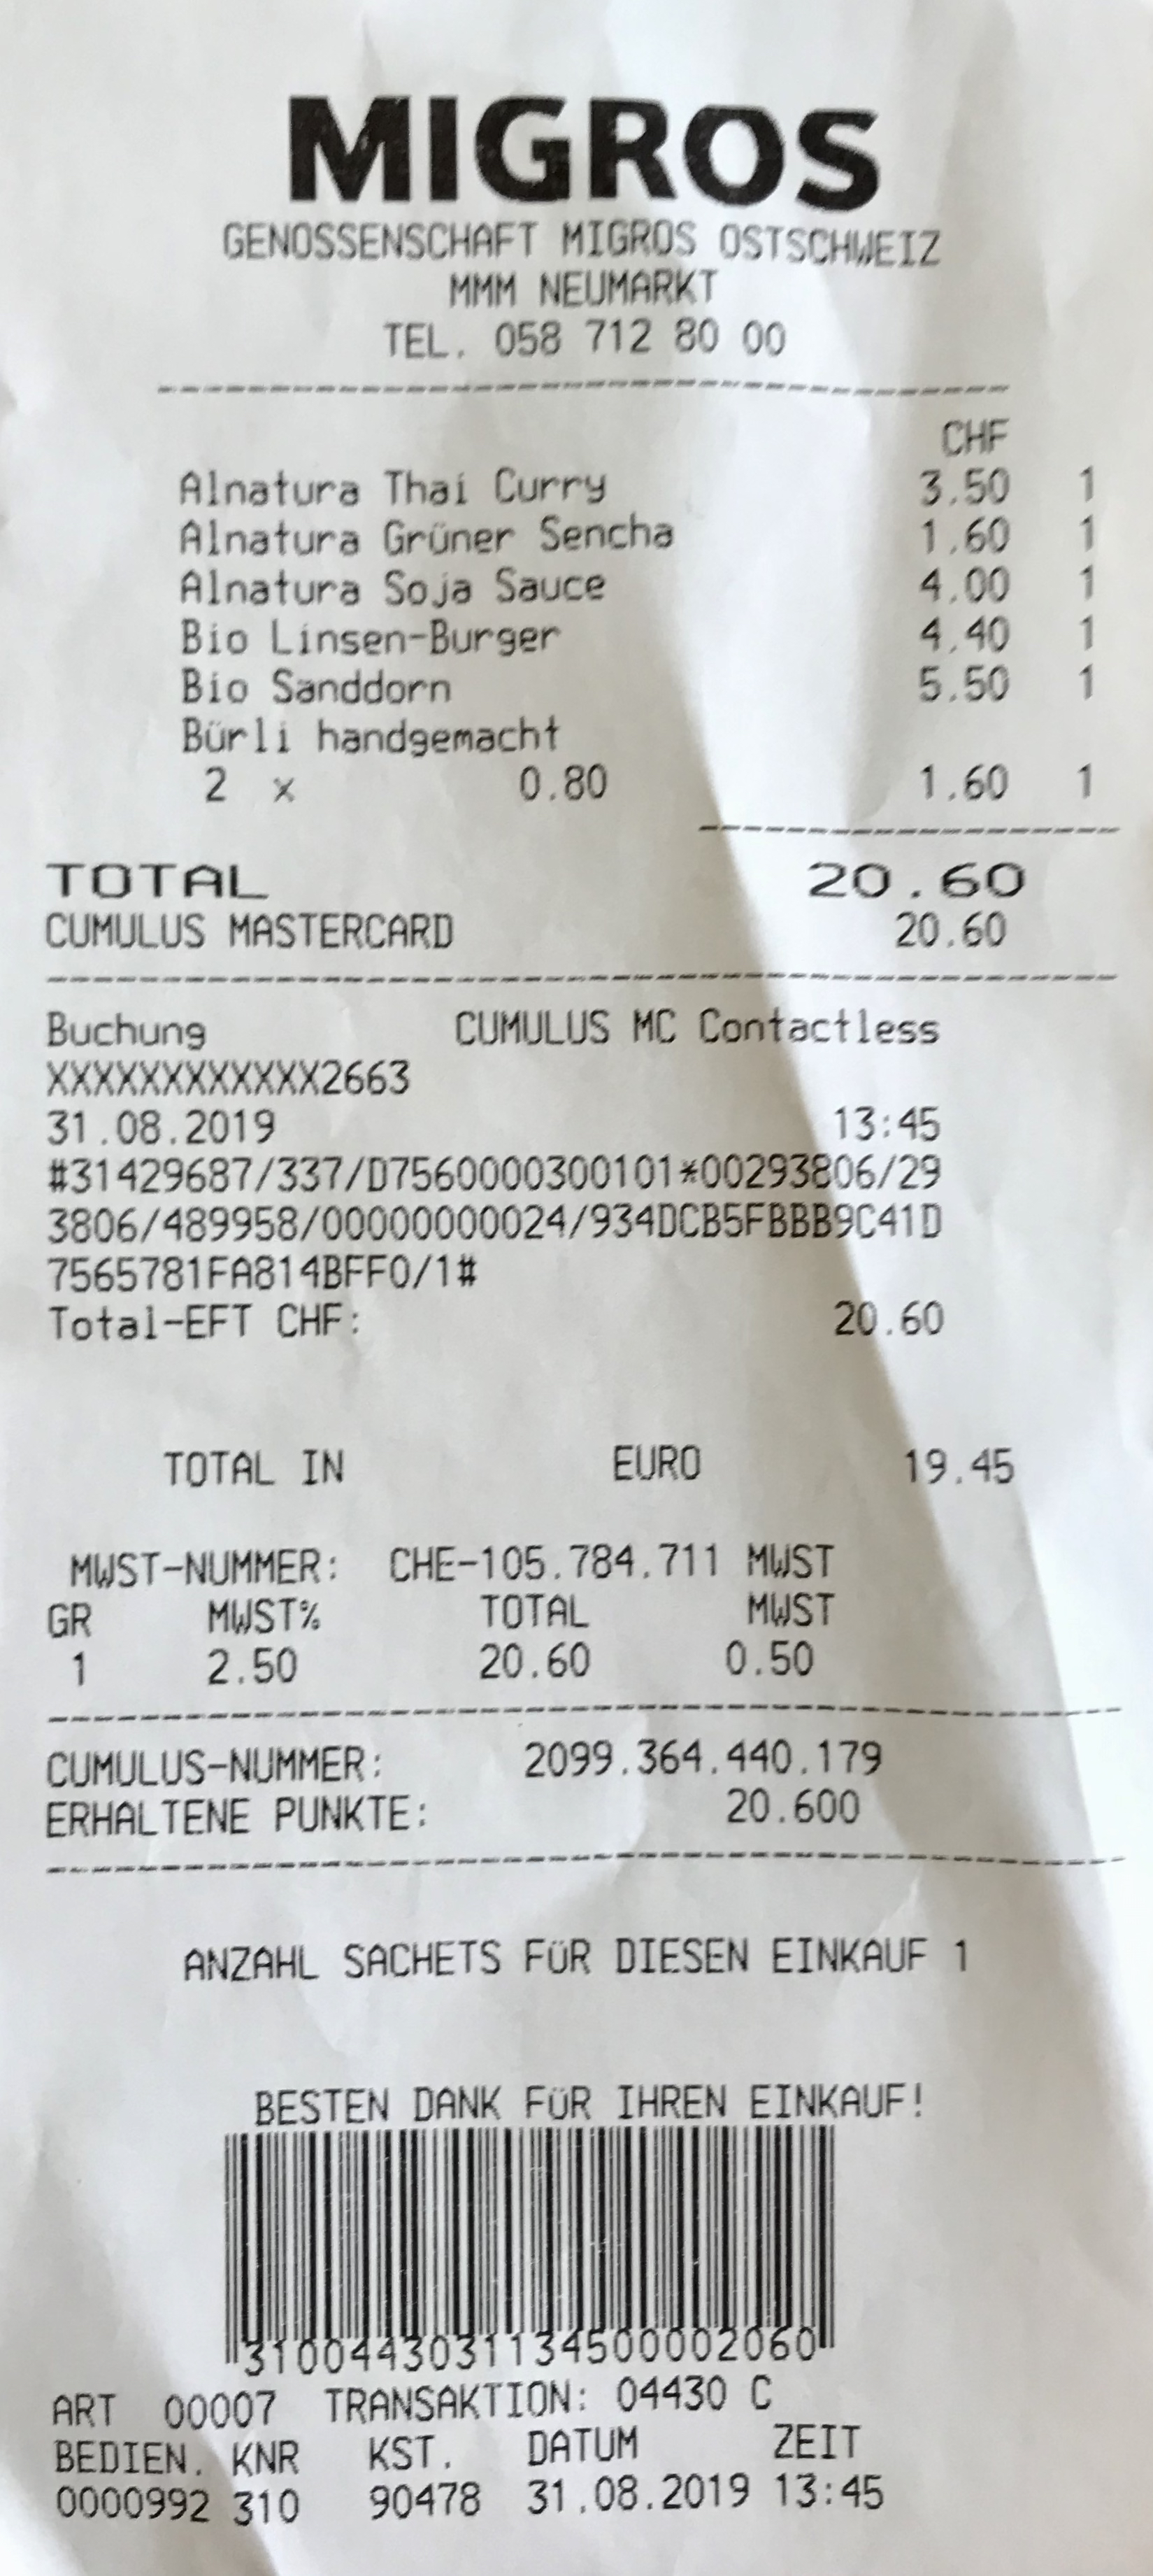 MIGROS
GENOSSENSCHAFT MIGROS OSTSCHWEIZ
MMM NEUMARKT
TEL. 058 712 80 00
CHF
Alnatura Thai Curry 3.50 1
Alnatura Grüner Sencha 1.60 1
Alnatura Soja Sauce 4.00 1
Bio Linsen-Burger 4.40 1
Bio Sanddorn 5.50 1
Bürli handgemacht
2 x 0.80 1.60 1
TOTAL 20.60
CUMULUS MASTERCARD 20.60
Buchung CUMULUS MC Contactless
XXXXXXXXXXXX2663
31.08.2019 13:45
#31429687/337/D7560000300101*00293806/29
3806/489958/00000000024/934DCB5FBBB9C41D
7565781FA814BFF0/1#
Total-EFT CHF: 20.60
TOTAL IN EURO 19.45
MWST-NUMMER: CHE-105.784.711 MWST
GR MWST% TOTAL MWST
1 2.50 20.60 0.50
CUMULUS-NUMMER: 2099.364.440.179
ERHALTENE PUNKTE: 20.600
ANZAHL SACHETS FÜR DIESEN EINKAUF 1
BESTEN DANK FÜR IHREN EINKAUF!
3100443031134500002060
ART 00007 TRANSAKTION: 04430 C
BEDIEN. KNR KST. DATUM ZEIT
0000992 310 90478 31.08.2019 13:45